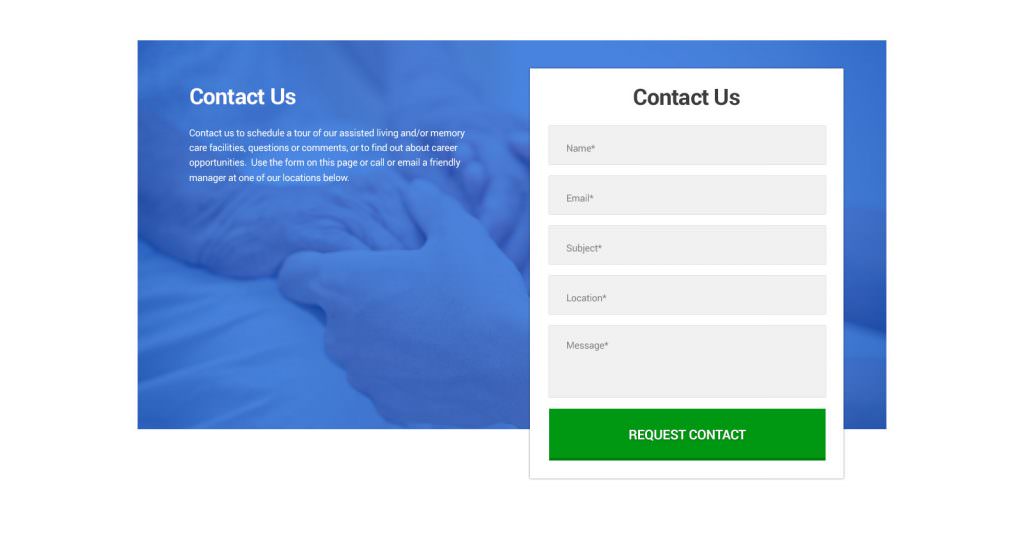 Contact Us
Contact us to schedule a tour of our assisted living and/or memory
care facilities, questions or comments, or to find out about career
opportunities.  Use the form on this page or call or email a friendly
manager at one of our locations below.
Contact Us
Name*
Email*
Subject*
Location*
Message*
REQUEST CONTACT